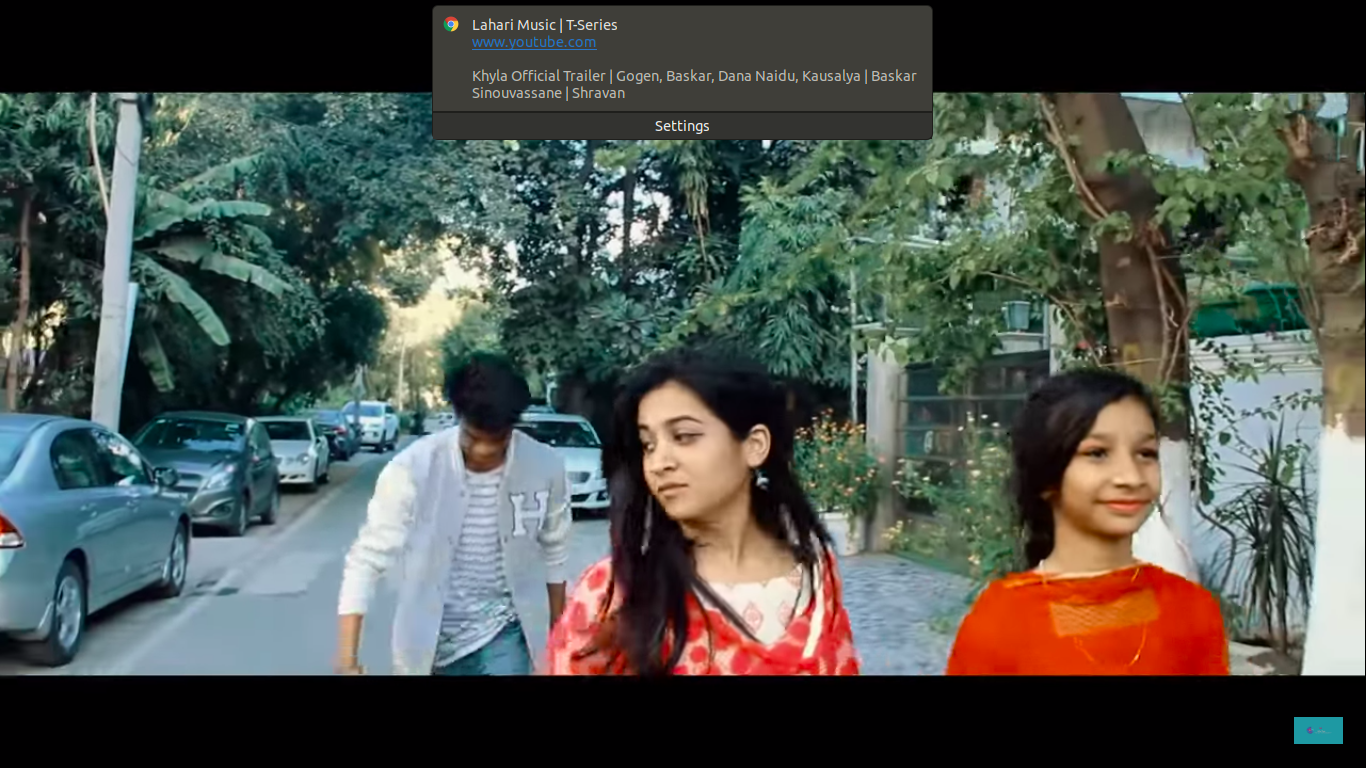 Lahari Music | T-Series
www.youtube.com
Khyla Official Trailer | Gogen, Baskar, Dana Naidu, Kausalya | Baskar
Sinouvassane | Shravan
Settings
H